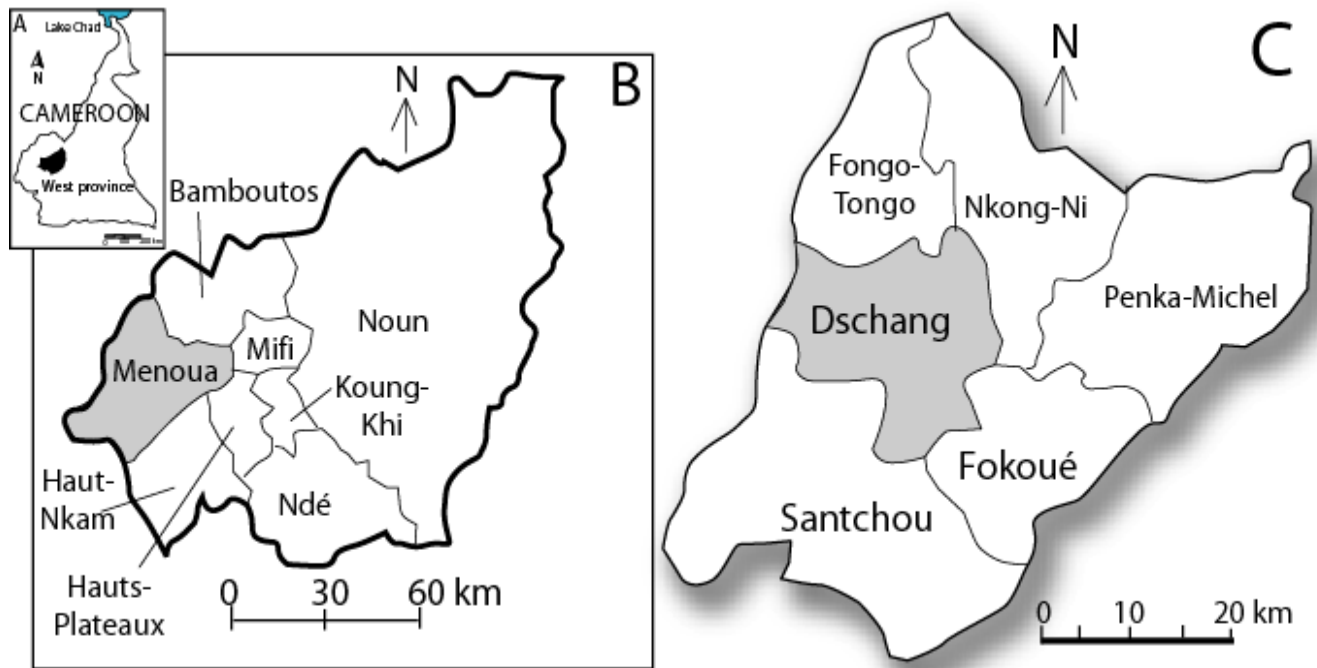 A
Lake Chad
N
CAMEROON
West province
B
N
Bamboutos
Noun
Mifi
Menoua
Koung-
Khi
Haut-
Nkam
Ndé
Hauts-
Plateaux
0 30 60 km
C
N
Fongo-
Tongo
Nkong-Ni
Penka-Michel
Dschang
Fokoué
Santchou
0 10 20 km